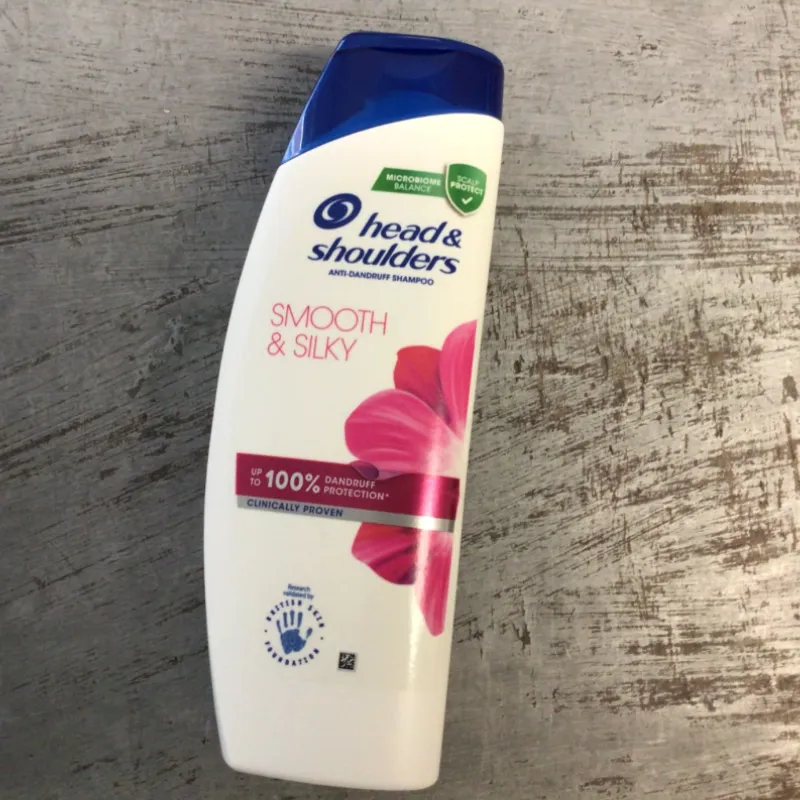 MICROBIOME
BALANCE
SCALP
PROTECT
head &
shoulders
ANTI-DANDRUFF SHAMPOO
SMOOTH
& SILKY
UP
TO 100% DANDRUFF
PROTECTION*
CLINICALLY PROVEN
Research
validated by
BRITISH SKIN
FOUNDATION